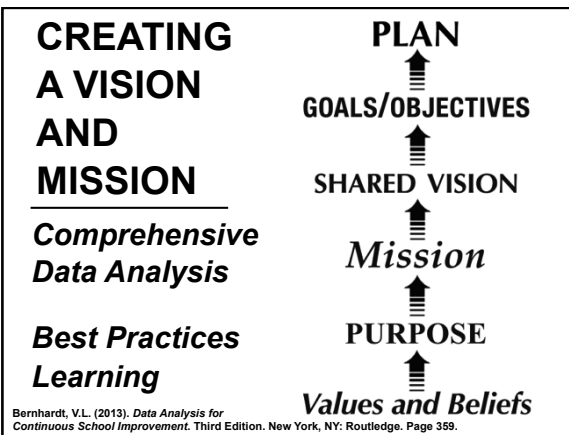 CREATING
A VISION
AND
MISSION
Comprehensive
Data Analysis
Best Practices
Learning
PLAN
GOALS/OBJECTIVES
SHARED VISION
Mission
PURPOSE
Values and Beliefs
Bernhardt, V.L. (2013). Data Analysis for
Continuous School Improvement. Third Edition. New York, NY: Routledge. Page 359.